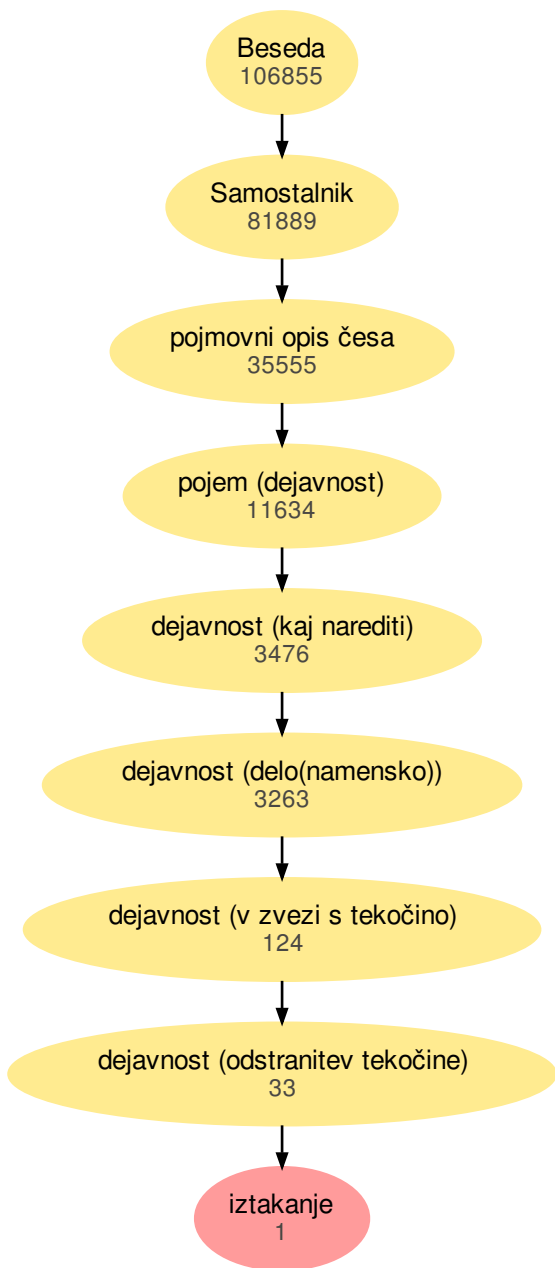 Beseda
106855
Samostalnik
81889
pojmovni opis česa
35555
pojem (dejavnost)
11634
dejavnost (kaj narediti)
3476
dejavnost (delo(namensko))
3263
dejavnost (v zvezi s tekočino)
124
dejavnost (odstranitev tekočine)
33
iztakanje
1